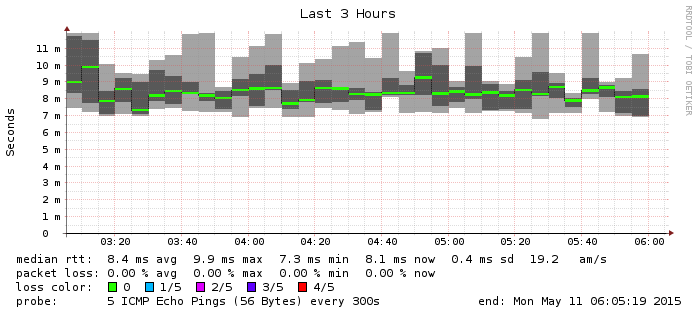 Last 3 Hours
RRDTOOL / TOBI OETIKER
Seconds
11 m
10 m
9 m
8 m
7 m
6 m
5 m
4 m
3 m
2 m
1 m
0
03:20 03:40 04:00 04:20 04:40 05:00 05:20 05:40 06:00
median rtt: 8.4 ms avg 9.9 ms max 7.3 ms min 8.1 ms now 0.4 ms sd 19.2 am/s
packet loss: 0.00 % avg 0.00 % max 0.00 % min 0.00 % now
loss color: 0 1/5 2/5 3/5 4/5
probe: 5 ICMP Echo Pings (56 Bytes) every 300s end: Mon May 11 06:05:19 2015